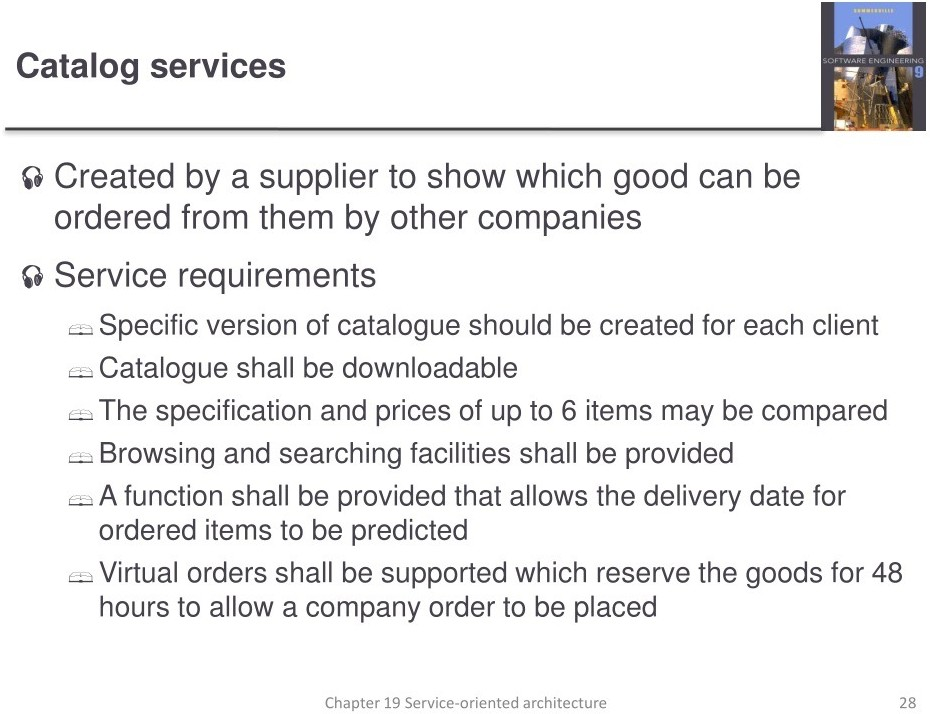 Catalog services
SOMMERVILLE
SOFTWARE ENGINEERING
9
Created by a supplier to show which good can be
ordered from them by other companies
Service requirements
Specific version of catalogue should be created for each client
Catalogue shall be downloadable
The specification and prices of up to 6 items may be compared
Browsing and searching facilities shall be provided
A function shall be provided that allows the delivery date for
ordered items to be predicted
Virtual orders shall be supported which reserve the goods for 48
hours to allow a company order to be placed
Chapter 19 Service-oriented architecture
28